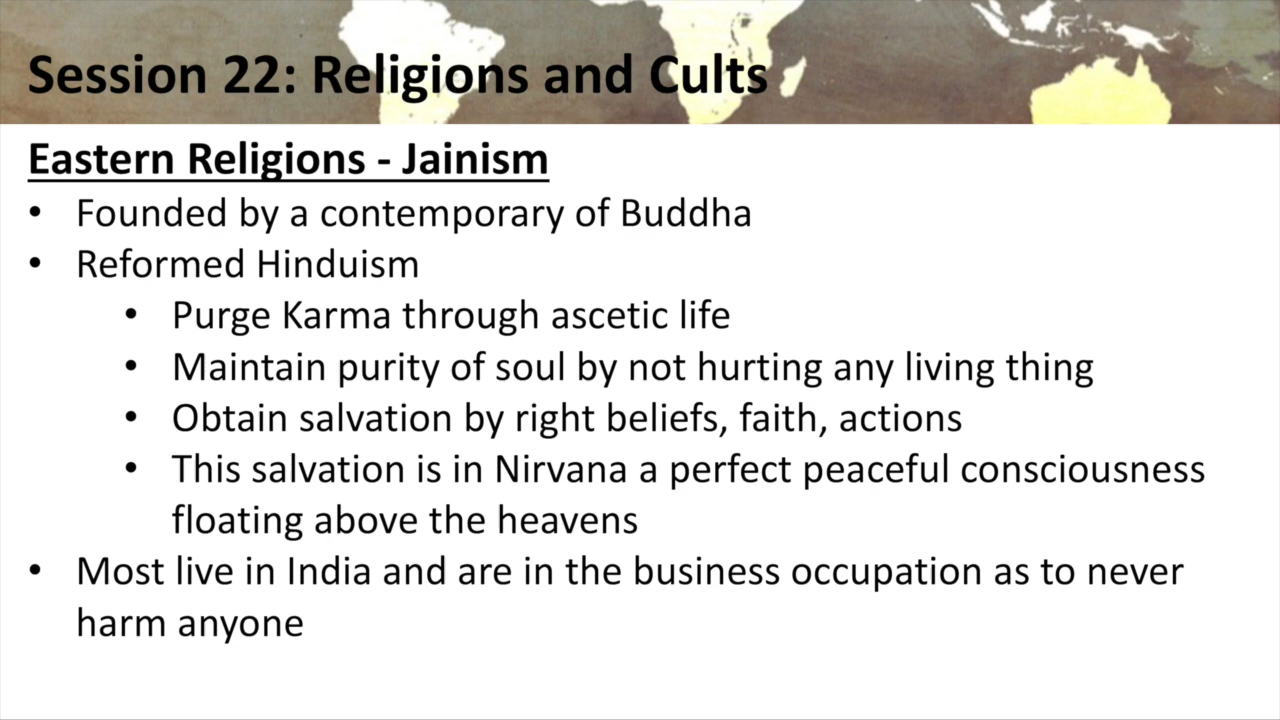 Session 22: Religions and Cults
Eastern Religions - Jainism
• Founded by a contemporary of Buddha
• Reformed Hinduism
• Purge Karma through ascetic life
• Maintain purity of soul by not hurting any living thing
• Obtain salvation by right beliefs, faith, actions
• This salvation is in Nirvana a perfect peaceful consciousness
floating above the heavens
• Most live in India and are in the business occupation as to never
harm anyone